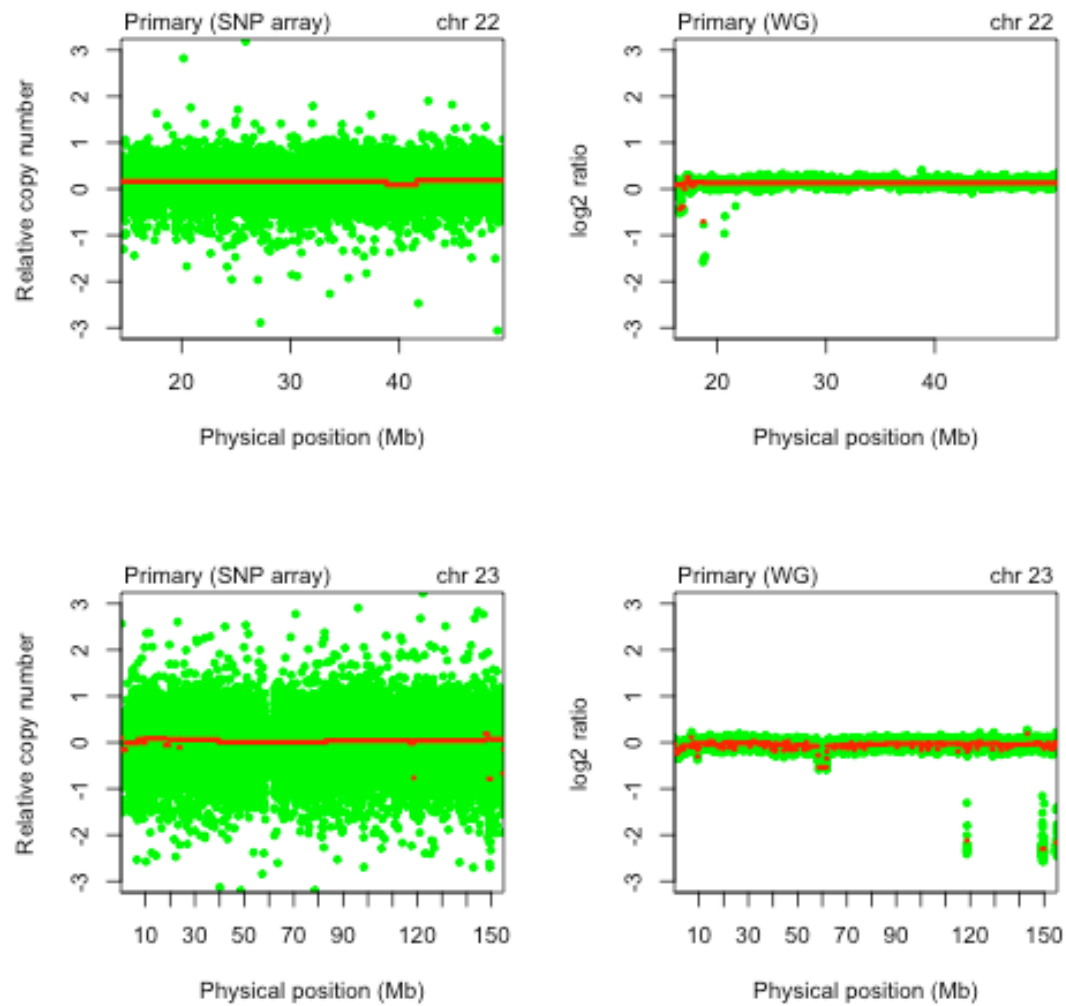 Primary (SNP array) chr 22
Relative copy number
3
2
1
0
-1
-2
-3
20 30 40
Physical position (Mb)
Primary (WG) chr 22
log2 ratio
3
2
1
0
-1
-2
-3
20 30 40
Physical position (Mb)
Primary (SNP array) chr 23
Relative copy number
3
2
1
0
-1
-2
-3
10 30 50 70 90 120 150
Physical position (Mb)
Primary (WG) chr 23
log2 ratio
3
2
1
0
-1
-2
-3
10 30 50 70 90 120 150
Physical position (Mb)